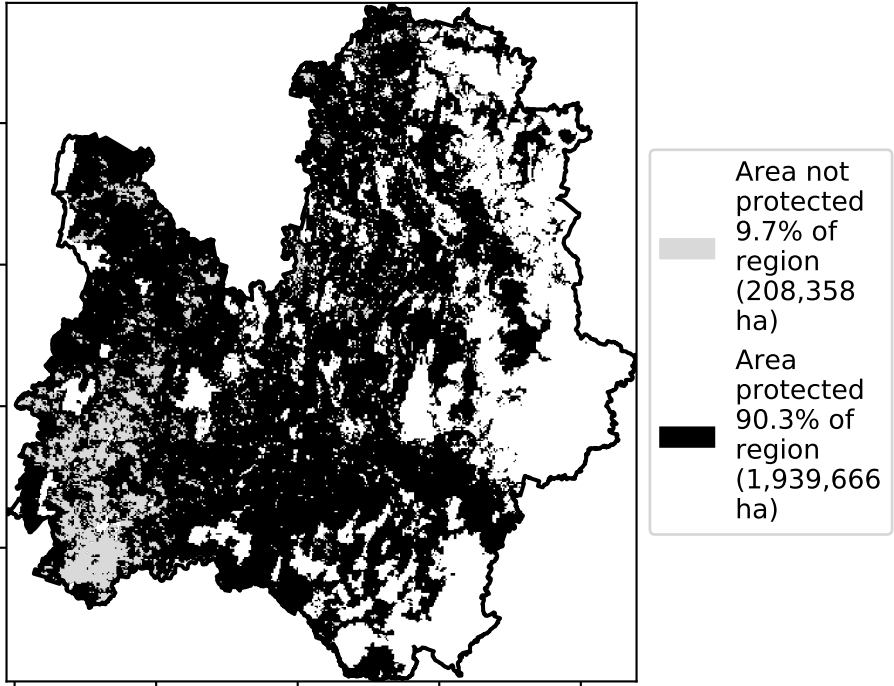 Area not
protected
9.7% of
region
(208,358
ha)
Area
protected
90.3% of
region
(1,939,666
ha)